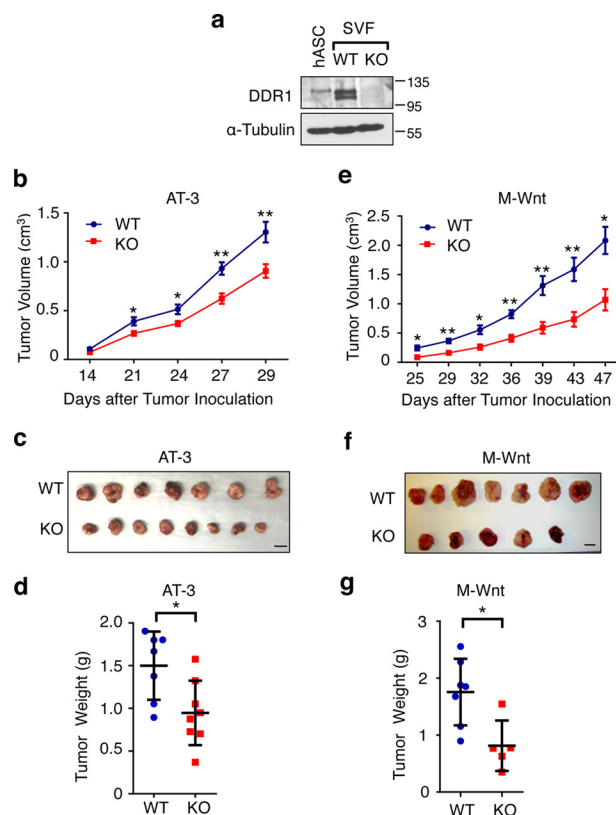 a
hASC
SVF
WT KO
DDR1
135
95
α-Tubulin
55
b
AT-3
WT
KO
Tumor Volume (cm3)
1.5
1.0
0.5
0
*
*
**
**
14 21 24 27 29
Days after Tumor Inoculation
c
AT-3
WT
KO
d
AT-3
*
Tumor Weight (g)
2.0
1.5
1.0
0.5
0
WT KO
e
M-Wnt
WT
KO
Tumor Volume (cm3)
2.5
2.0
1.5
1.0
0.5
0
*
**
*
**
**
**
*
25 29 32 36 39 43 47
Days after Tumor Inoculation
f
M-Wnt
WT
KO
g
M-Wnt
*
Tumor Weight (g)
3
2
1
0
WT KO